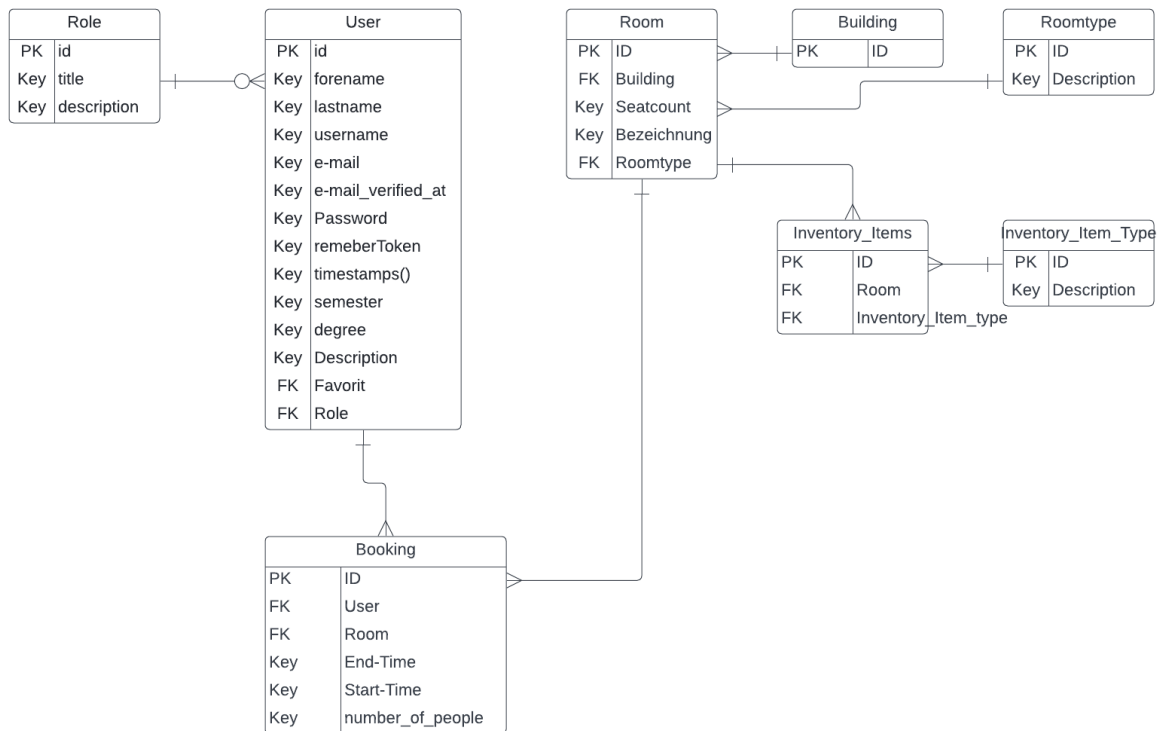 Role
PK id
Key title
Key description
User
PK id
Key forename
Key lastname
Key username
Key e-mail
Key e-mail_verified_at
Key Password
Key remeberToken
Key timestamps()
Key semester
Key degree
Key Description
FK Favorit
FK Role
Room
PK ID
FK Building
Key Seatcount
Key Bezeichnung
FK Roomtype
Building
PK ID
Roomtype
PK ID
Key Description
Inventory_Items
PK ID
FK Room
FK Inventory_Item_type
Inventory_Item_Type
PK ID
Key Description
Booking
PK ID
FK User
FK Room
Key End-Time
Key Start-Time
Key number_of_people